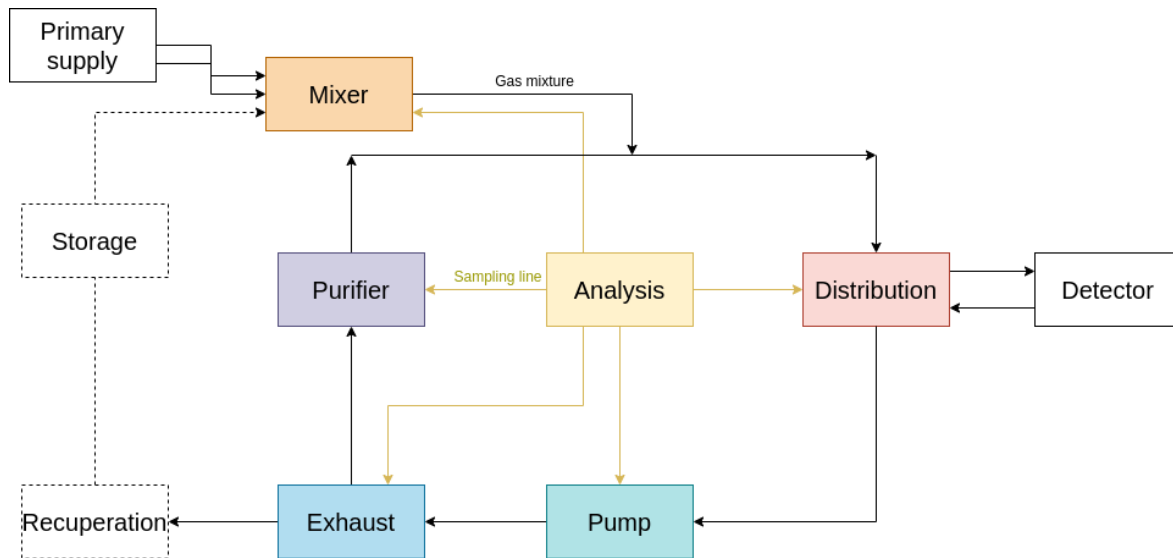 Primary
supply
Mixer
Gas mixture
Storage
Purifier
Sampling line
Analysis
Distribution
Detector
Recuperation
Exhaust
Pump